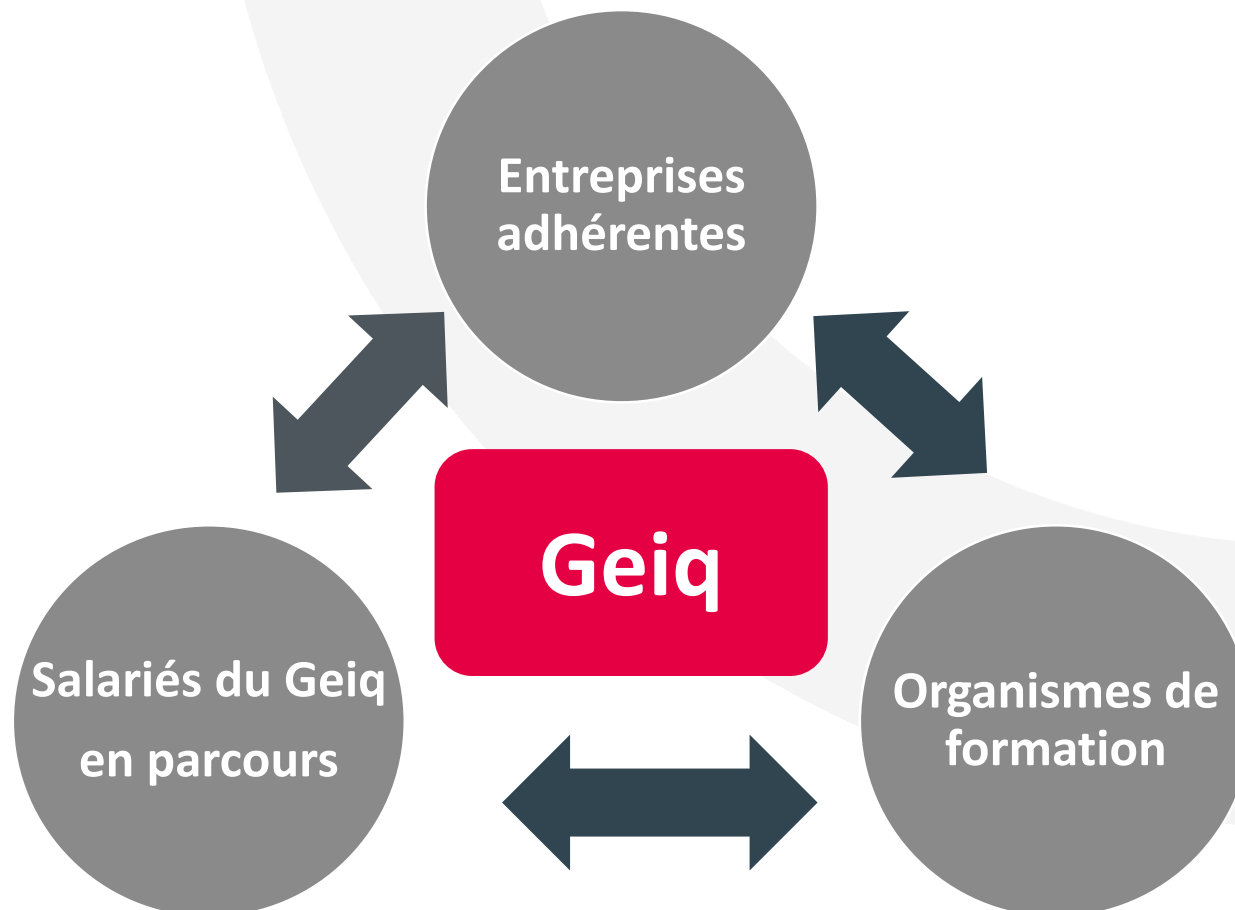 Entreprises
adhérentes
Geiq
Salariés du Geiq
en parcours
Organismes de
formation